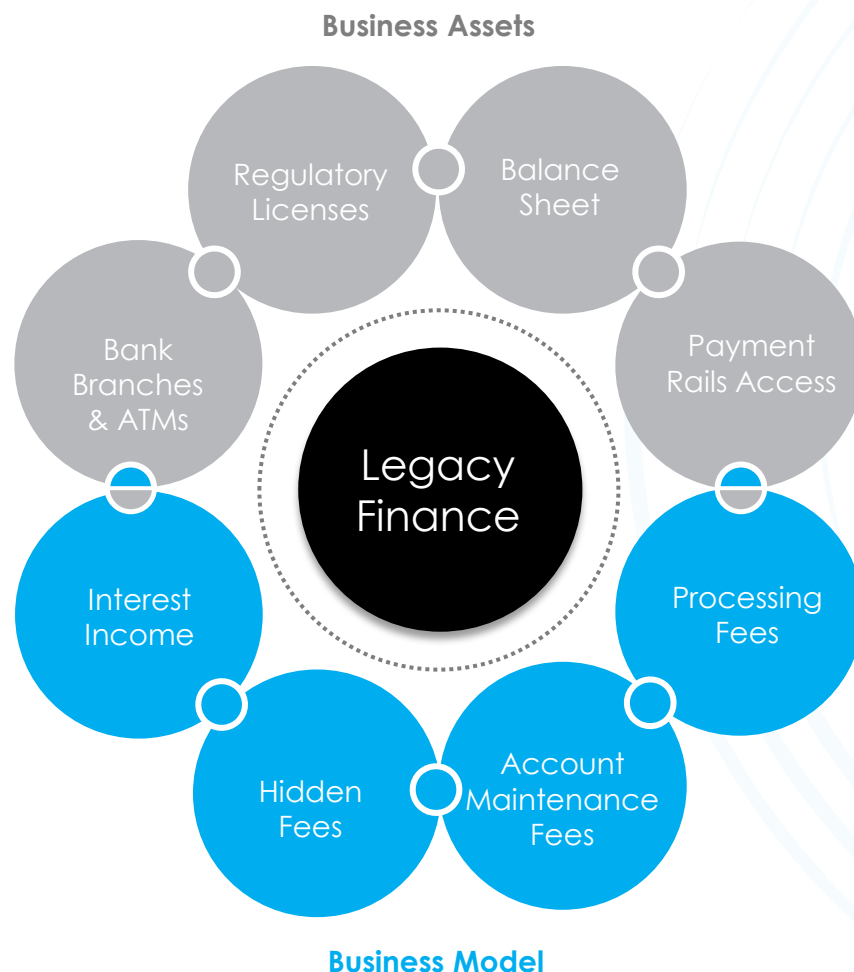 Business Assets
Regulatory
Licenses
Balance
Sheet
Bank
Branches
& ATMs
Payment
Rails Access
Legacy
Finance
Interest
Income
Processing
Fees
Hidden
Fees
Account
Maintenance
Fees
Business Model